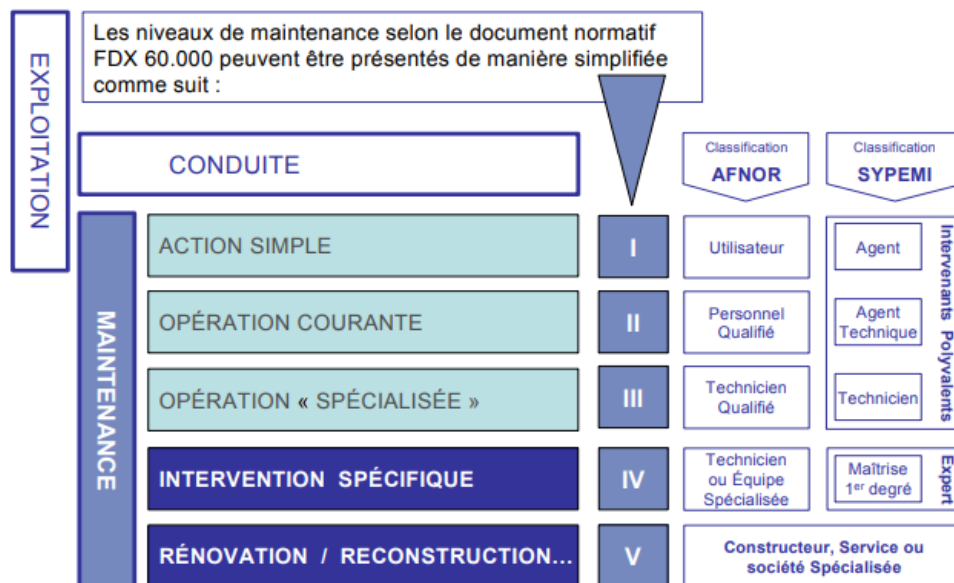 Les niveaux de maintenance selon le document normatif
FDX 60.000 peuvent être présentés de manière simplifiée
comme suit :
EXPLOITATION
CONDUITE
Classification
AFNOR
Classification
SYPEMI
MAINTENANCE
ACTION SIMPLE
I
Utilisateur
Agent
Intervenants Polyvalents
OPÉRATION COURANTE
II
Personnel
Qualifié
Agent
Technique
OPÉRATION « SPÉCIALISÉE »
III
Technicien
Qualifié
Technicien
INTERVENTION SPÉCIFIQUE
IV
Technicien
ou Équipe
Spécialisée
Maîtrise
1er degré
Expert
RÉNOVATION / RECONSTRUCTION...
V
Constructeur, Service ou
société Spécialisée